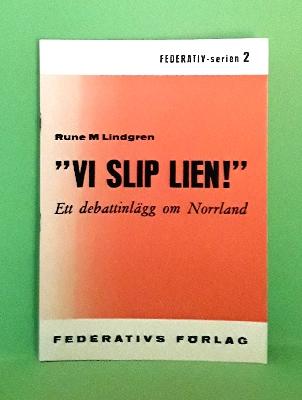 FEDERATIV-serien 2
Rune M Lindgren
"VI SLIP LIEN!"
Ett debattinlägg om Norrland
FEDERATIVS FÖRLAG